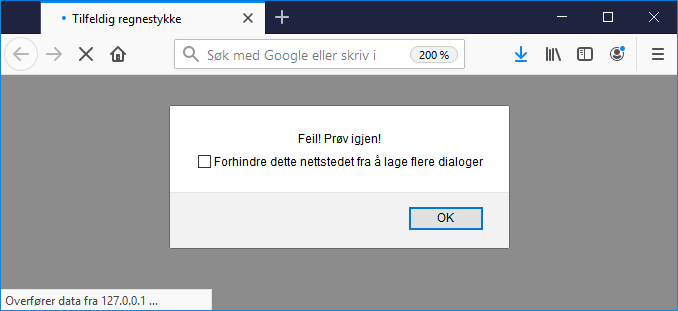 Tilfeldig regnestykke
Søk med Google eller skriv i
200 %
Feil! Prøv igjen!
Forhindre dette nettstedet fra å lage flere dialoger
OK
Overfører data fra 127.0.0.1 ...